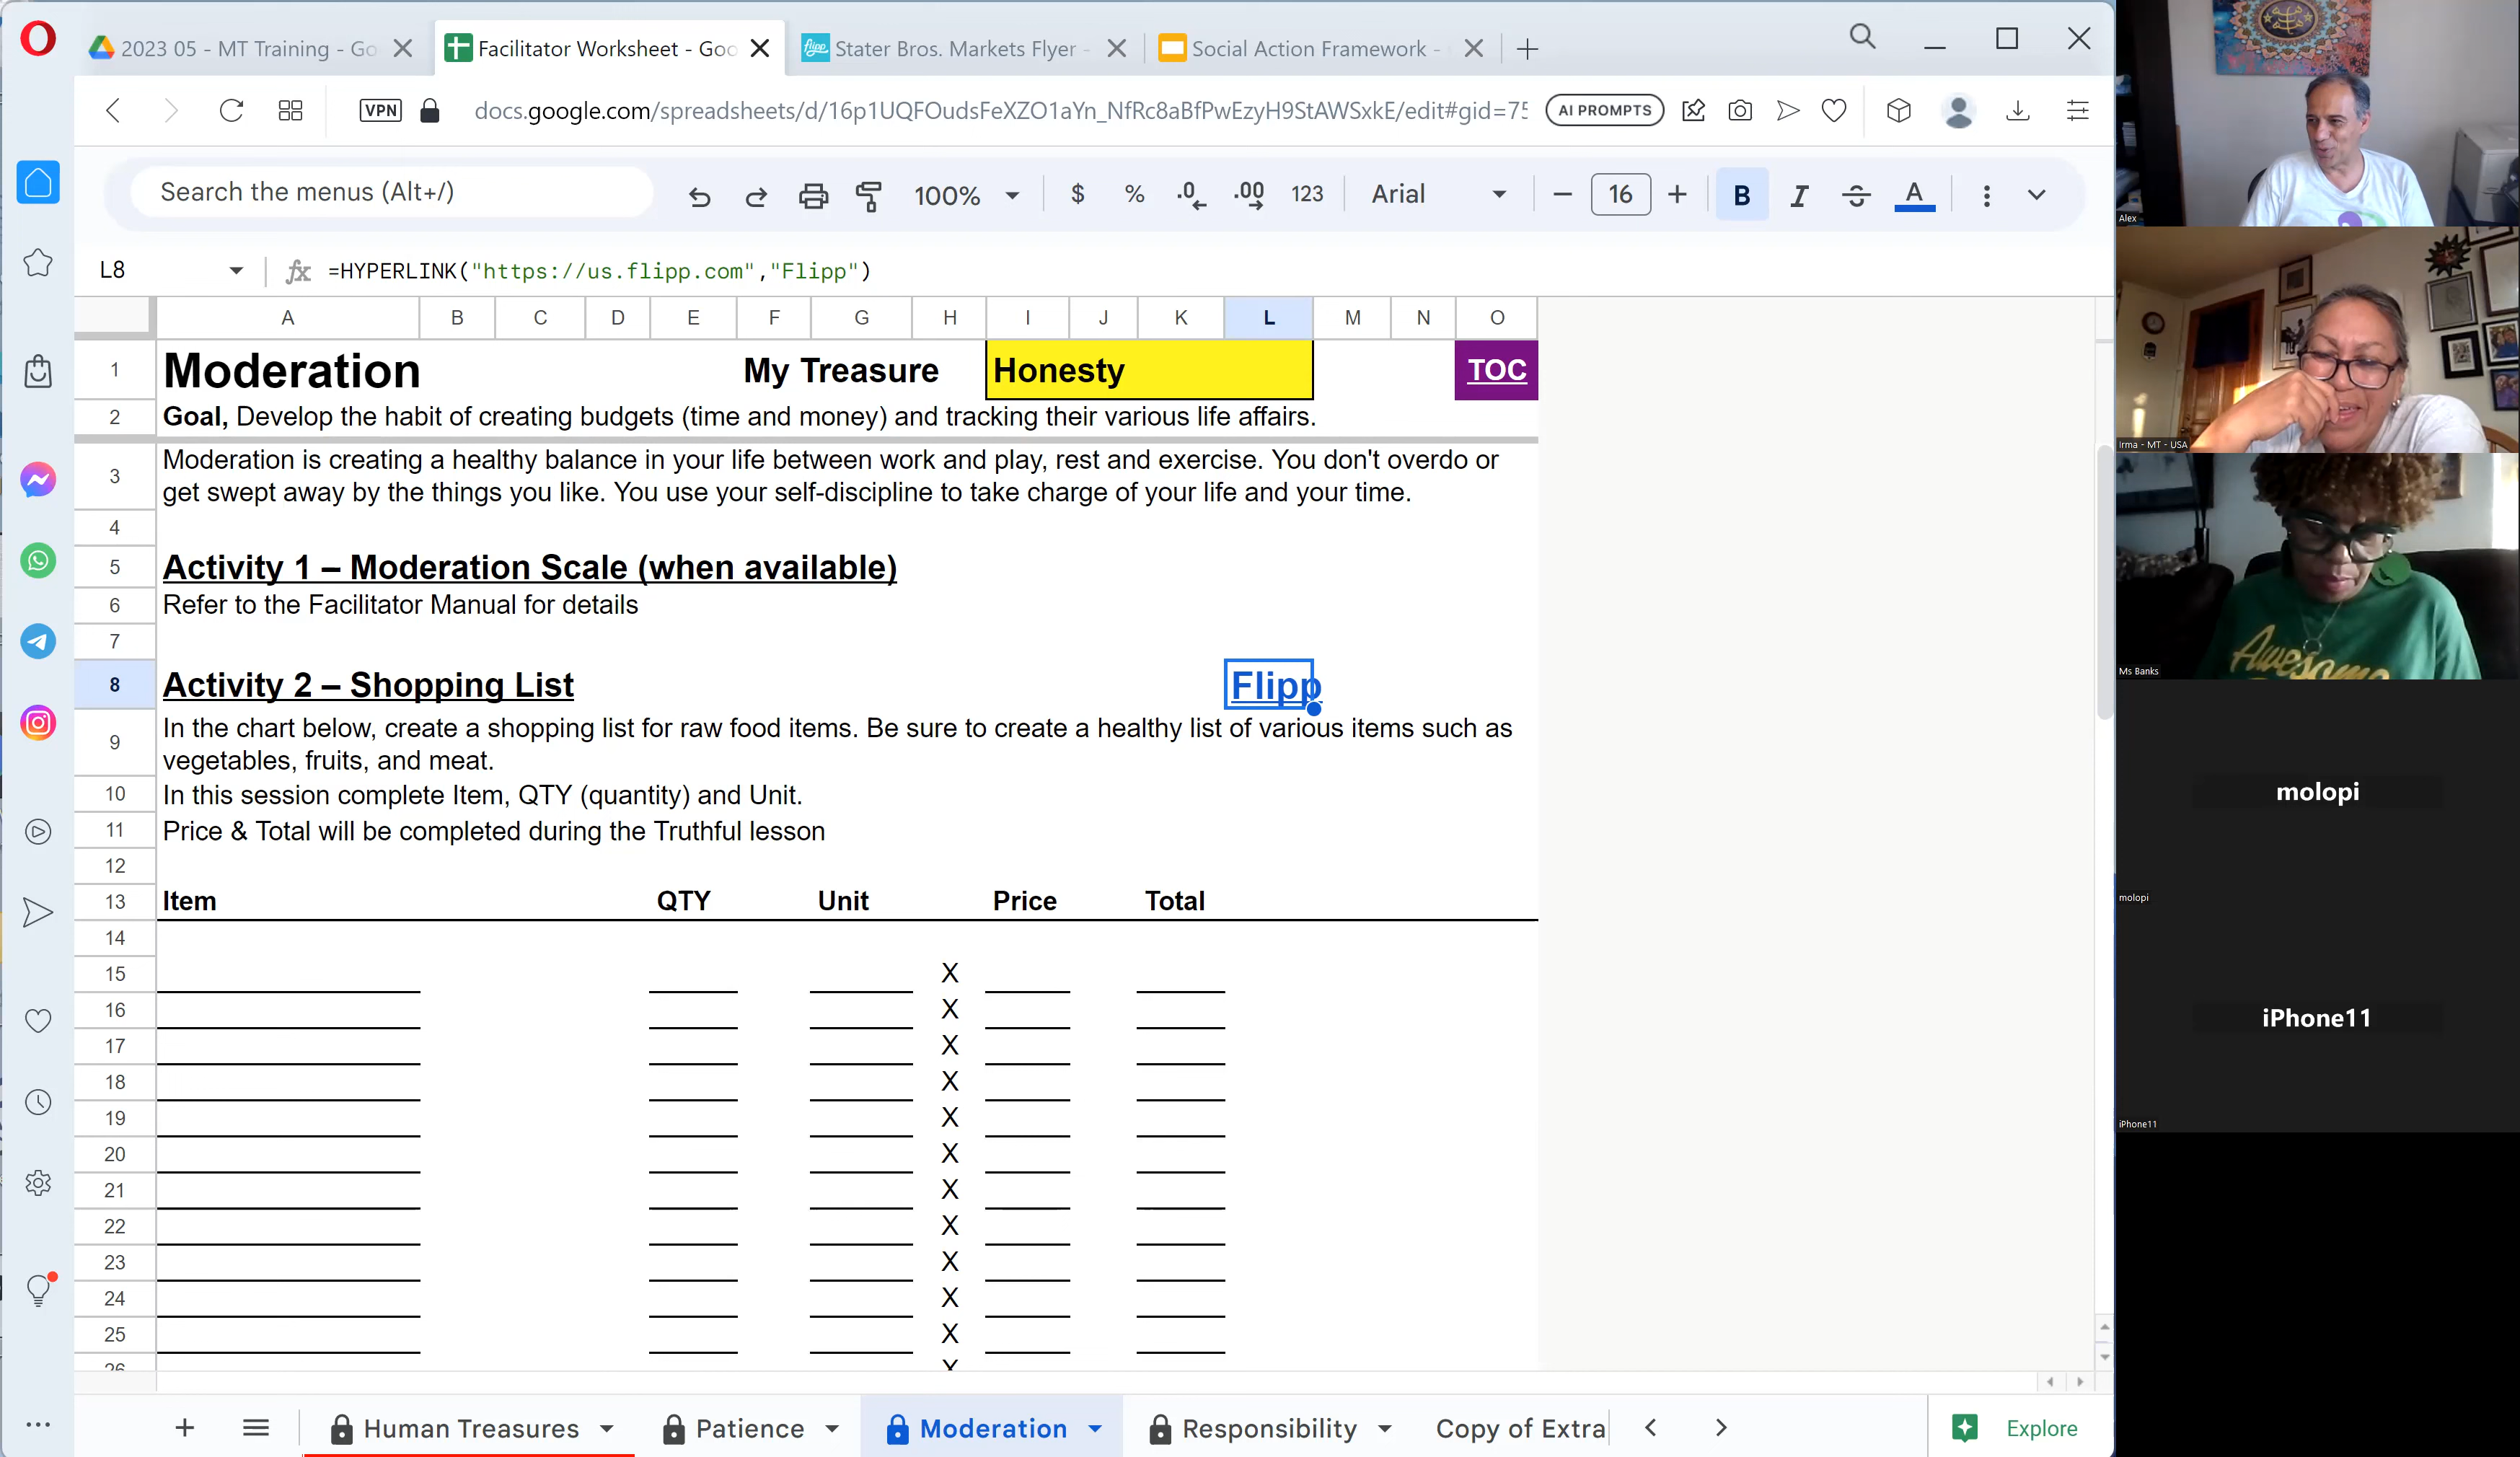 2023 05 - MT Training - Go
Facilitator Worksheet - Goo
flipp
Stater Bros. Markets Flyer -
Social Action Framework -
VPN
docs.google.com/spreadsheets/d/16p1UQFOudsFeXZO1aYn_NfRc8aBfPwEzyH9StAWSxkE/edit#gid=75
AI PROMPTS
Search the menus (Alt+/)
100%
$ % .0 .00 123
Arial
16
B I S A
L8
fx =HYPERLINK("https://us.flipp.com","Flipp")
A B C D E F G H I J K L M N O
1 Moderation My Treasure Honesty TOC
2 Goal, Develop the habit of creating budgets (time and money) and tracking their various life affairs.
3 Moderation is creating a healthy balance in your life between work and play, rest and exercise. You don't overdo or
get swept away by the things you like. You use your self-discipline to take charge of your life and your time.
4
5 Activity 1 – Moderation Scale (when available)
6 Refer to the Facilitator Manual for details
7
8 Activity 2 – Shopping List Flipp
9 In the chart below, create a shopping list for raw food items. Be sure to create a healthy list of various items such as
vegetables, fruits, and meat.
10 In this session complete Item, QTY (quantity) and Unit.
11 Price & Total will be completed during the Truthful lesson
12
13 Item QTY Unit Price Total
14
15 X
16 X
17 X
18 X
19 X
20 X
21 X
22 X
23 X
24 X
25 X
26 X
Human Treasures
Patience
Moderation
Responsibility
Copy of Extra
Explore
Alex
Irma - MT - USA
Awesome
Ms Banks
molopi
molopi
iPhone11
iPhone11